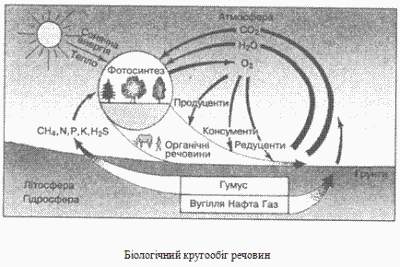 Атмосфера
Сонячна
енергія
Тепло
CO₂
H₂O
O₂
Фотосинтез
Продуценти
Консументи
Редуценти
CH₄,N,P,K,H₂S
Органічні
речовини
Ґрунти
Літосфера
Гідросфера
Гумус
Вугілля Нафта Газ
Біологічний кругообіг речовин